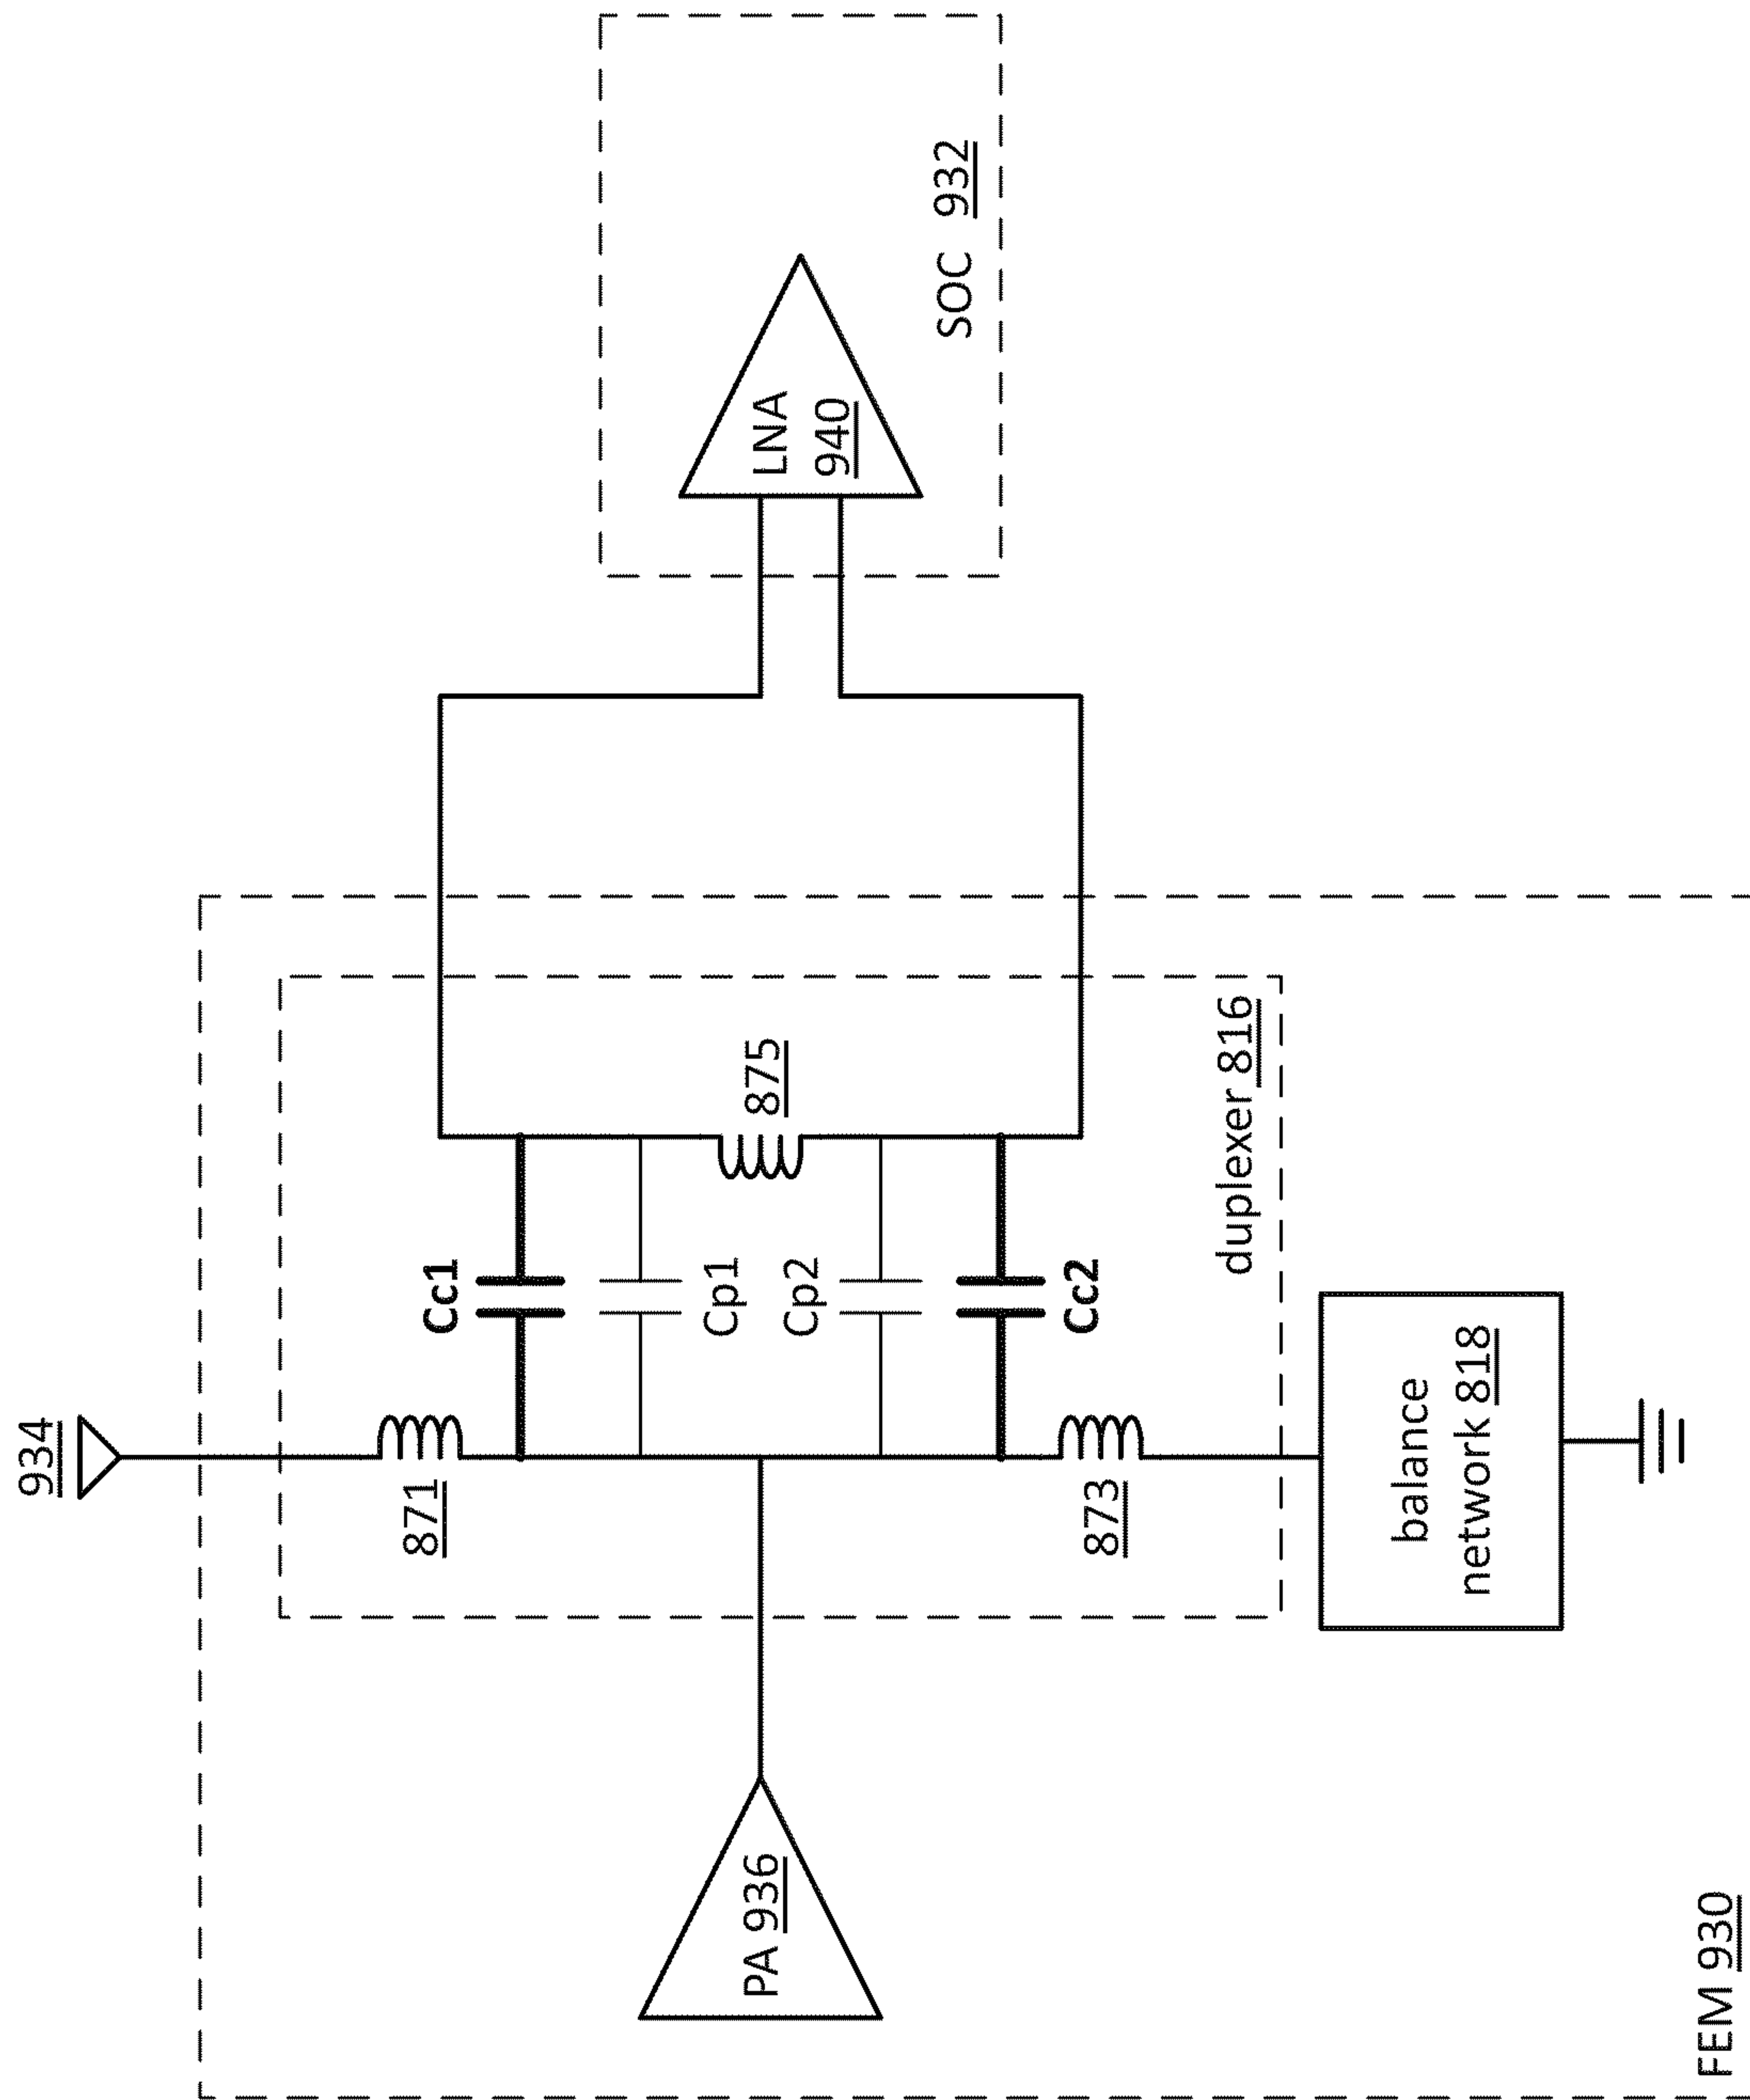 934
871
Cc1
Cp1
875
Cp2
Cc2
873
duplexer 816
PA 936
LNA
940
SOC 932
balance
network 818
FEM 930